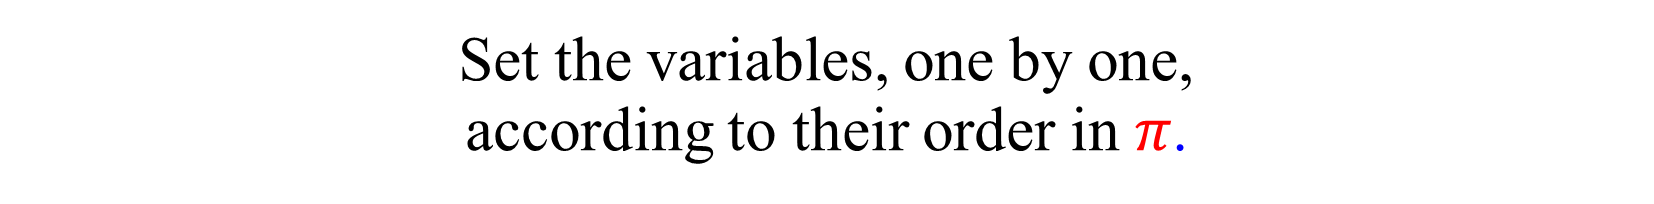 Set the variables, one by one,
according to their order in π.